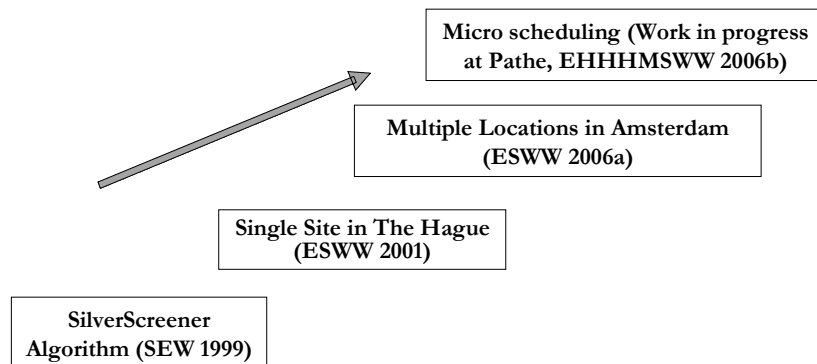 Micro scheduling (Work in progress
at Pathe, EHHHMSWW 2006b)
Multiple Locations in Amsterdam
(ESWW 2006a)
Single Site in The Hague
(ESWW 2001)
SilverScreener
Algorithm (SEW 1999)